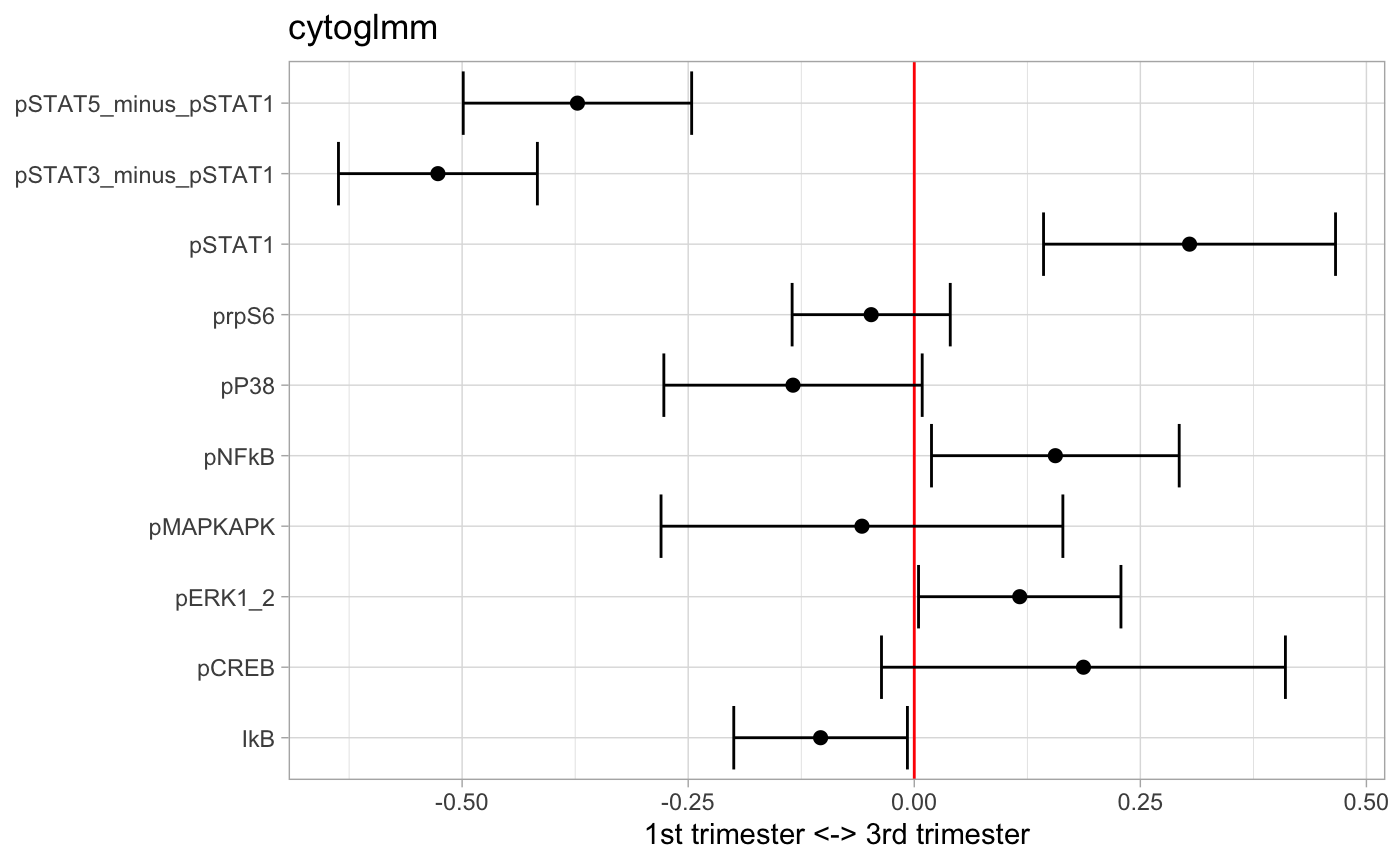 cytoglmm
pSTAT5_minus_pSTAT1
pSTAT3_minus_pSTAT1
pSTAT1
prpS6
pP38
pNFkB
pMAPKAPK
pERK1_2
pCREB
IkB
-0.50 -0.25 0.00 0.25 0.50
1st trimester <-> 3rd trimester